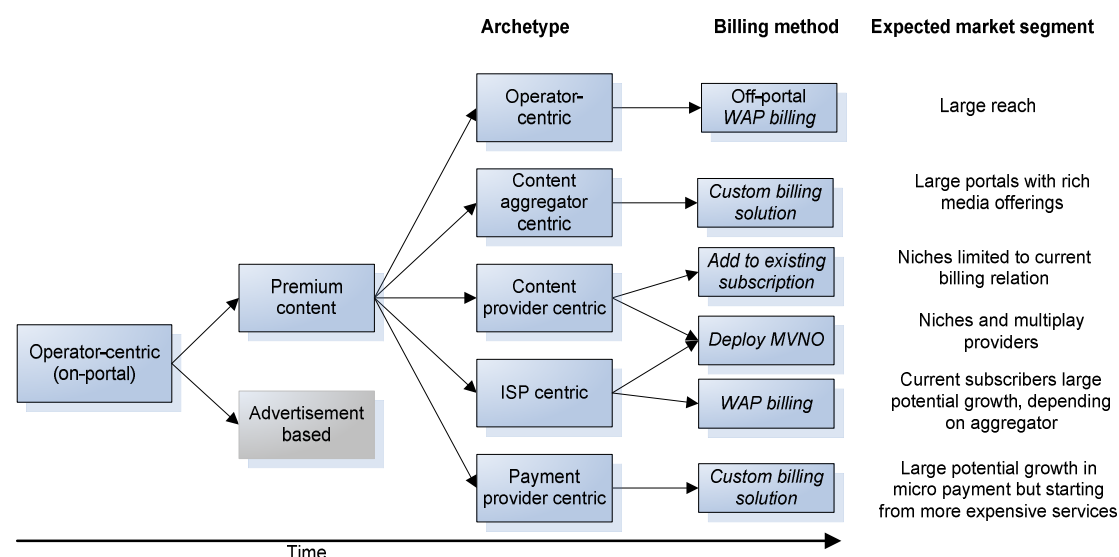 Archetype
Billing method
Expected market segment
Operator-
centric
Off-portal
WAP billing
Large reach
Content
aggregator
centric
Custom billing
solution
Large portals with rich
media offerings
Premium
content
Content
provider centric
Add to existing
subscription
Niches limited to current
billing relation
Operator-centric
(on-portal)
Deploy MVNO
Niches and multiplay
providers
Advertisement
based
ISP centric
WAP billing
Current subscribers large
potential growth, depending
on aggregator
Payment
provider centric
Custom billing
solution
Large potential growth in
micro payment but starting
from more expensive services
Time